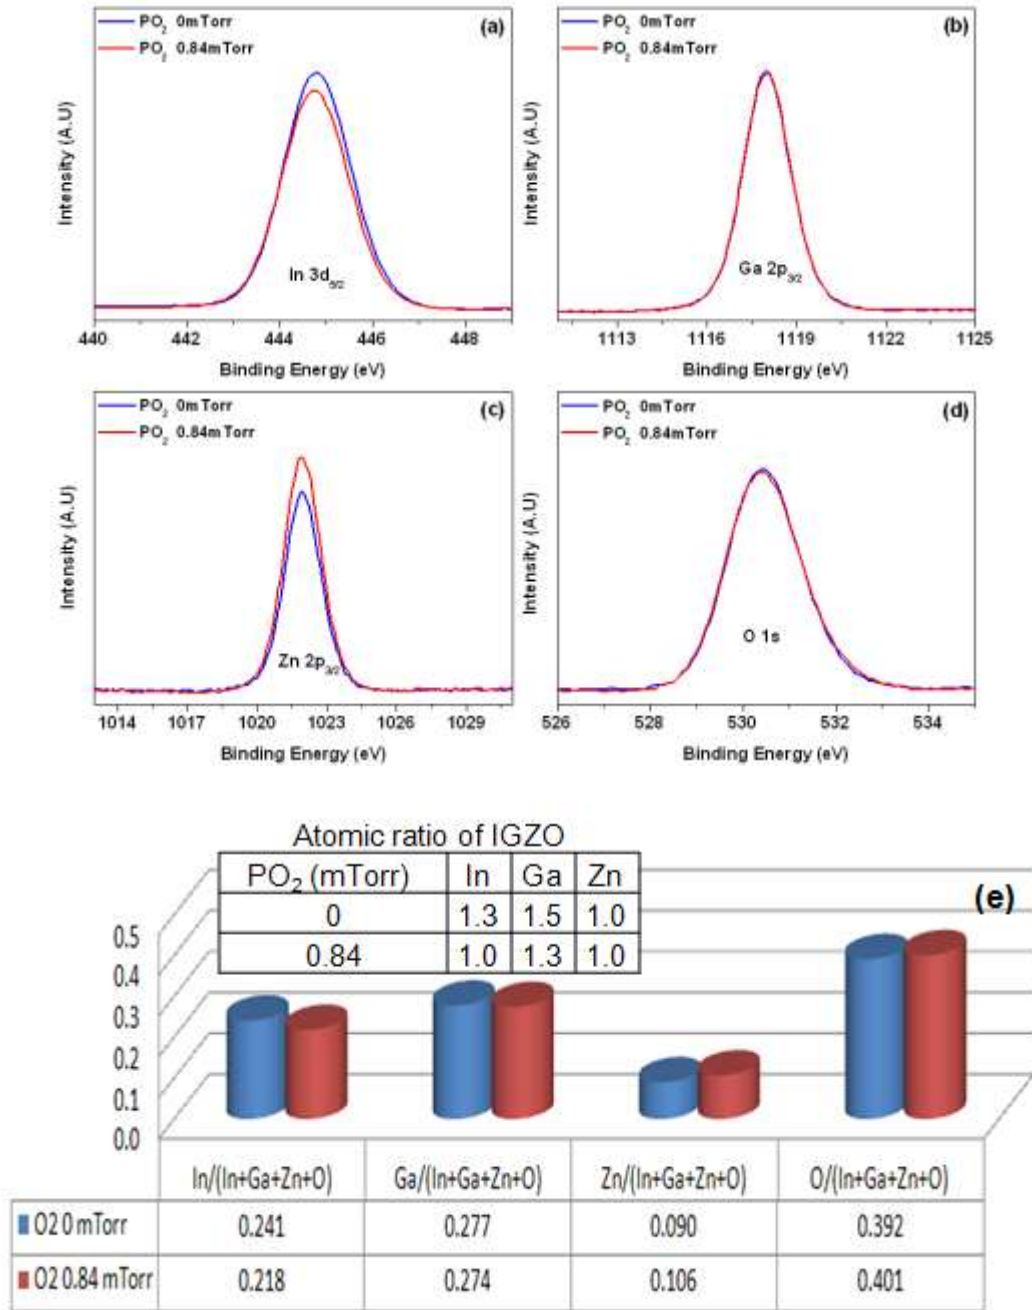 PO₂ 0mTorr
PO₂ 0.84mTorr
(a)
Intensity (A.U)
In 3d₅/₂
440 442 444 446 448
Binding Energy (eV)
PO₂ 0mTorr
PO₂ 0.84mTorr
(b)
Intensity (A.U)
Ga 2p₃/₂
1113 1116 1119 1122 1125
Binding Energy (eV)
PO₂ 0mTorr
PO₂ 0.84mTorr
(c)
Intensity (A.U)
Zn 2p₃/₂
1014 1017 1020 1023 1026 1029
Binding Energy (eV)
PO₂ 0mTorr
PO₂ 0.84mTorr
(d)
Intensity (A.U)
O 1s
526 528 530 532 534
Binding Energy (eV)
Atomic ratio of IGZO
PO₂ (mTorr) In Ga Zn
0 1.3 1.5 1.0
0.84 1.0 1.3 1.0
(e)
0.5
0.4
0.3
0.2
0.1
0.0
In/(In+Ga+Zn+O) Ga/(In+Ga+Zn+O) Zn/(In+Ga+Zn+O) O/(In+Ga+Zn+O)
O2 0 mTorr 0.241 0.277 0.090 0.392
O2 0.84 mTorr 0.218 0.274 0.106 0.401